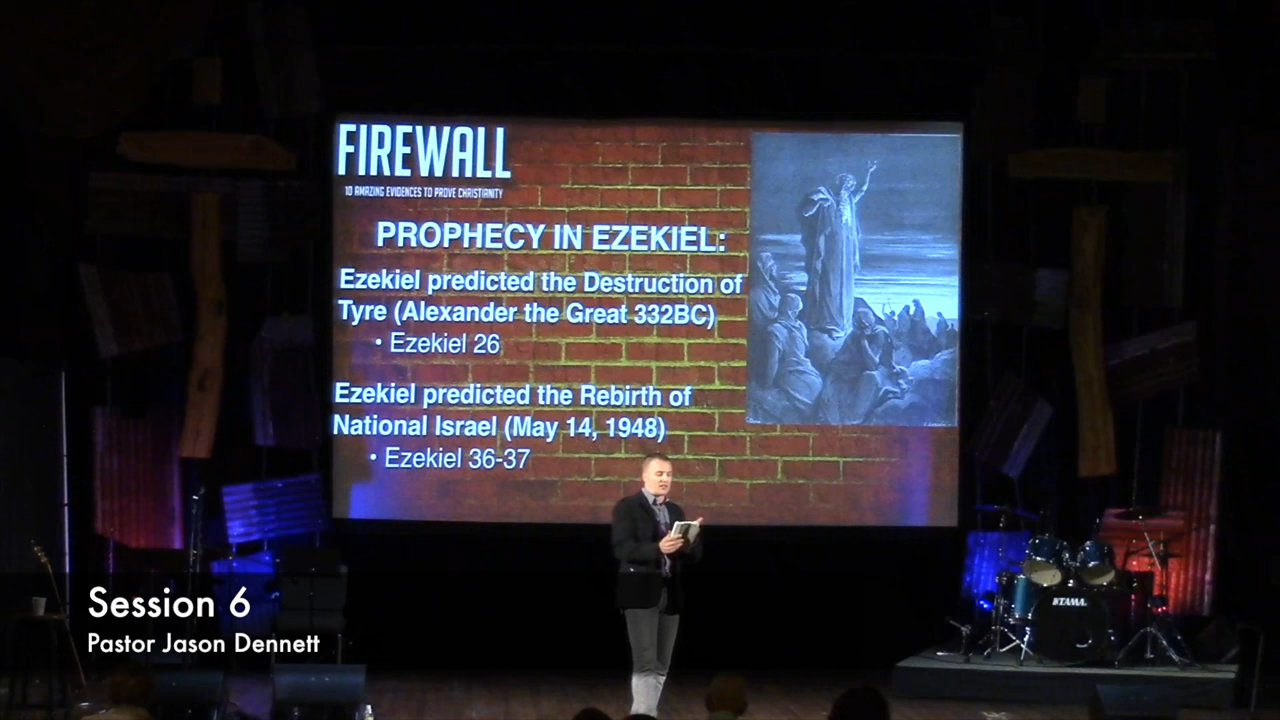 FIREWALL
10 AMAZING EVIDENCES TO PROVE CHRISTIANITY
PROPHECY IN EZEKIEL:
Ezekiel predicted the Destruction of
Tyre (Alexander the Great 332BC)
• Ezekiel 26
Ezekiel predicted the Rebirth of
National Israel (May 14, 1948)
• Ezekiel 36-37
Session 6
Pastor Jason Dennett
TAMA